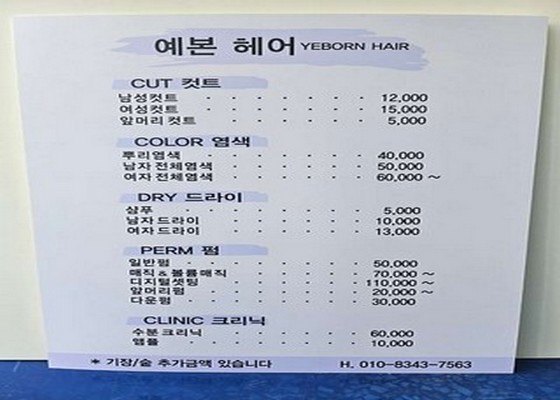 예본 헤어 YEBORN HAIR
CUT 컷트
남성컷트 · · · · · · · · 12,000
여성컷트 · · · · · · · · 15,000
앞머리 컷트 · · · · · · · 5,000
COLOR 염색
뿌리염색 · · · · · · · · 40,000
남자 전체염색 · · · · · · 50,000
여자 전체염색 · · · · · · 60,000 ~
DRY 드라이
샴푸 · · · · · · · · 5,000
남자 드라이 · · · · · · · 10,000
여자 드라이 · · · · · · · 13,000
PERM 펌
일반펌 · · · · · · · · 50,000
매직 & 볼륨매직 · · · · · · 70,000 ~
디지털셋팅 · · · · · · · 110,000 ~
앞머리펌 · · · · · · · 20,000 ~
다운펌 · · · · · · · · 30,000
CLINIC 크리닉
수분 크리닉 · · · · · · · 60,000
앰플 · · · · · · · · 10,000
* 기장/숱 추가금액 있습니다 H. 010-8343-7563